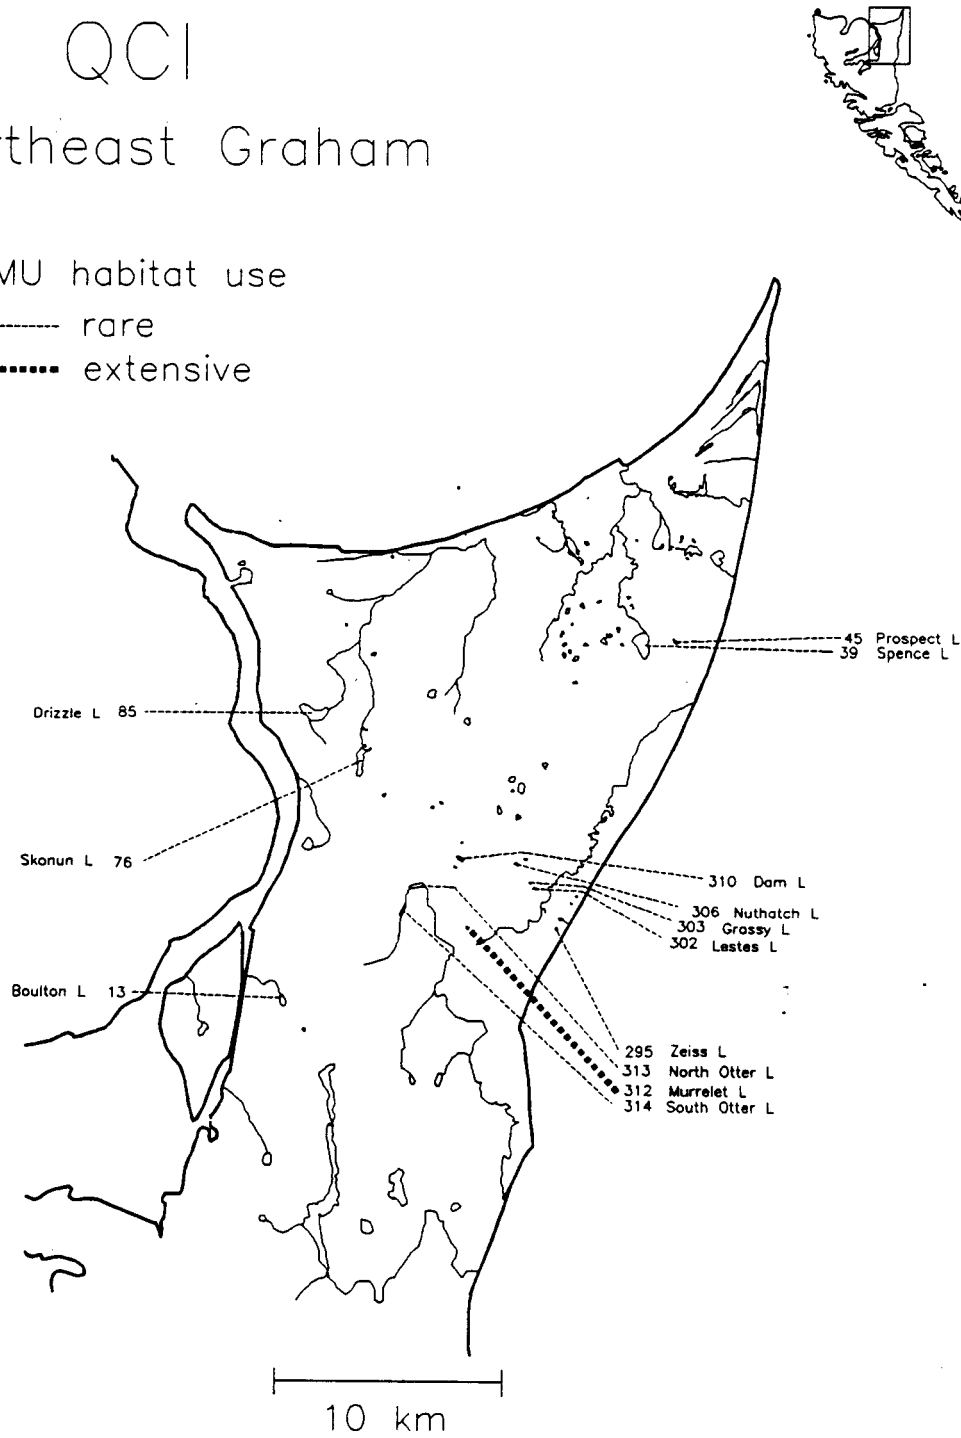 QCI
rtheast Graham
MU habitat use
rare
extensive
45 Prospect L
39 Spence L
Drizzle L 85
Skonun L 76
310 Dam L
306 Nuthatch L
303 Grassy L
302 Lestes L
Boulton L 13
295 Zeiss L
313 North Otter L
312 Murrelet L
314 South Otter L
10 km